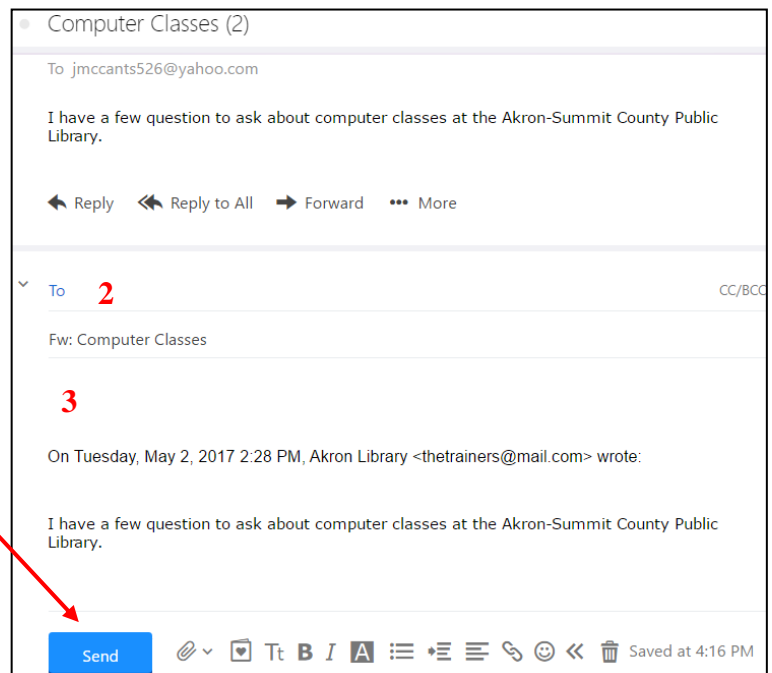 Computer Classes (2)
To jmccants526@yahoo.com
I have a few question to ask about computer classes at the Akron-Summit County Public
Library.
Reply Reply to All Forward More
To 2 CC/BCC
Fw: Computer Classes
3
On Tuesday, May 2, 2017 2:28 PM, Akron Library <thetrainers@mail.com> wrote:
I have a few question to ask about computer classes at the Akron-Summit County Public
Library.
Send Tt B I A Saved at 4:16 PM